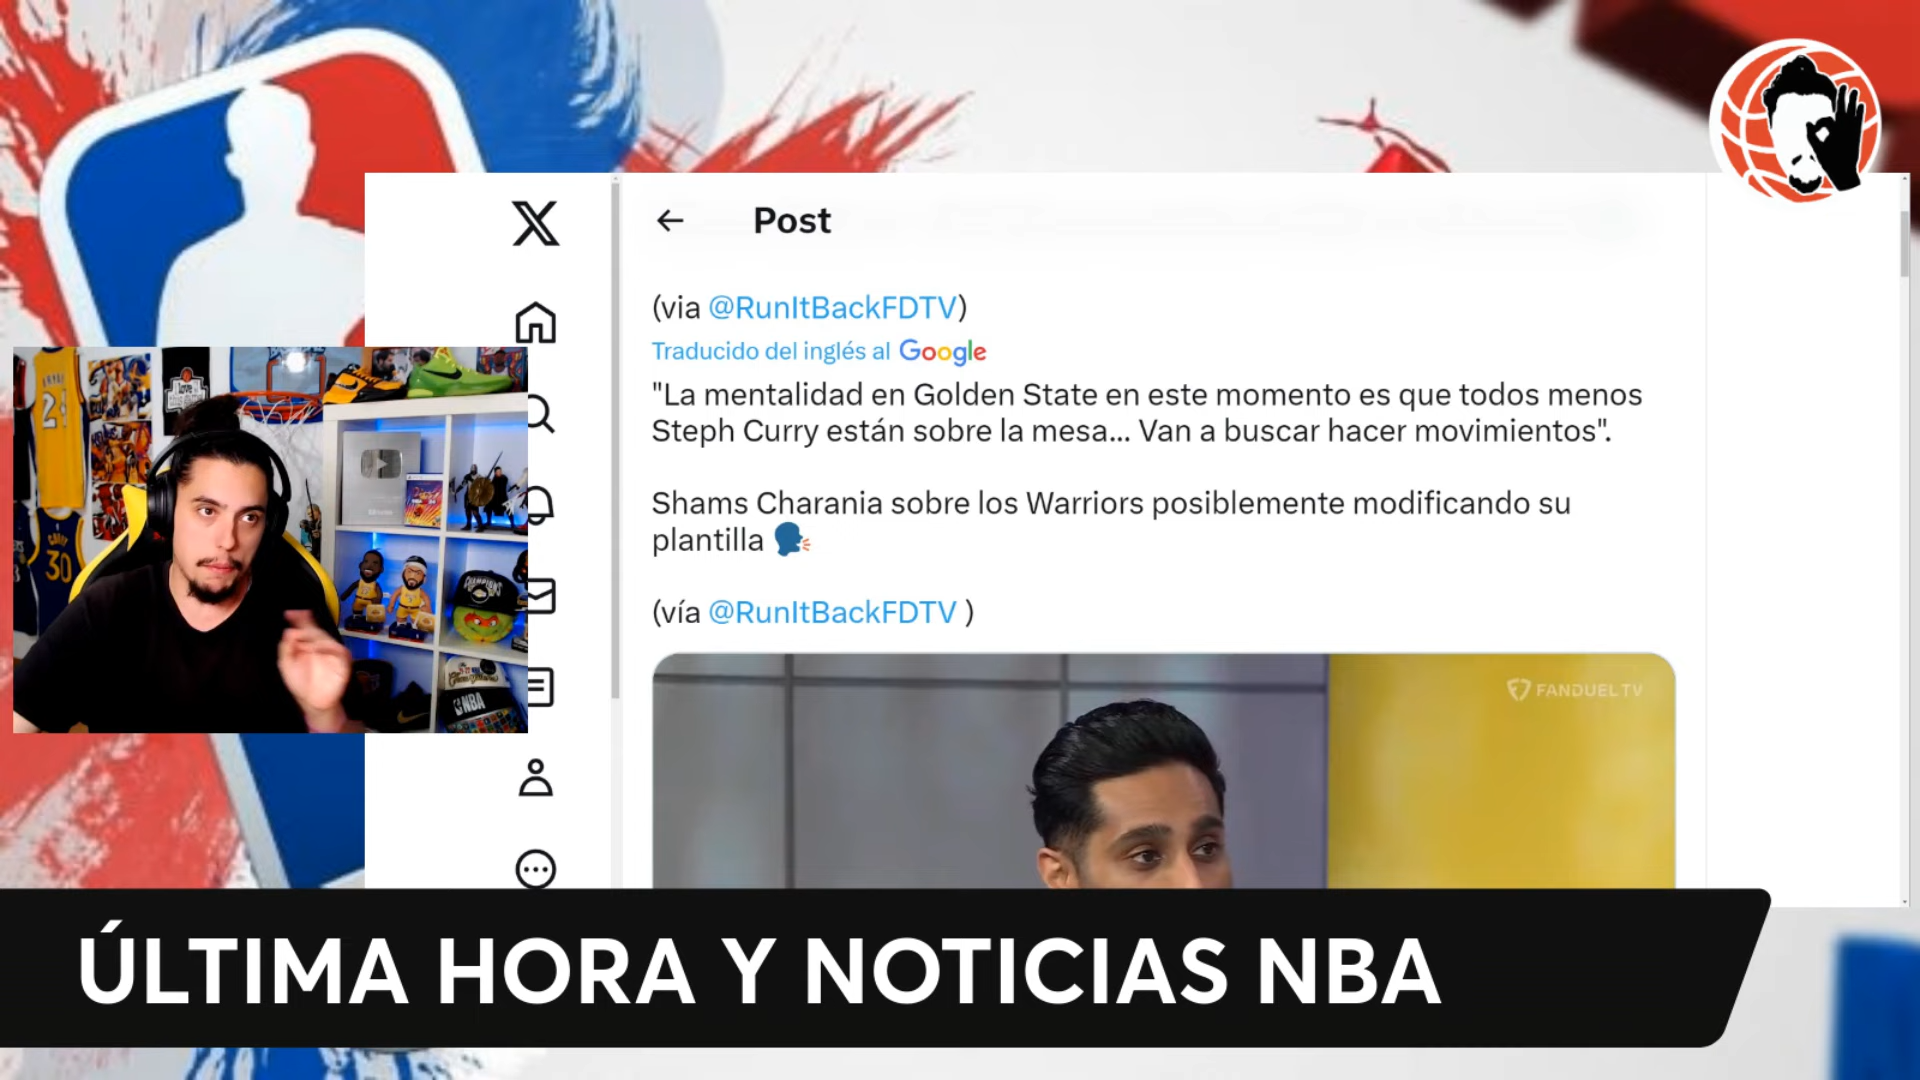 Post
(via @RunItBackFDTV)
Traducido del inglés al Google
"La mentalidad en Golden State en este momento es que todos menos
Steph Curry están sobre la mesa... Van a buscar hacer movimientos".
Shams Charania sobre los Warriors posiblemente modificando su
plantilla
(vía @RunItBackFDTV )
FANDUEL TV
30
NBA
ÚLTIMA HORA Y NOTICIAS NBA